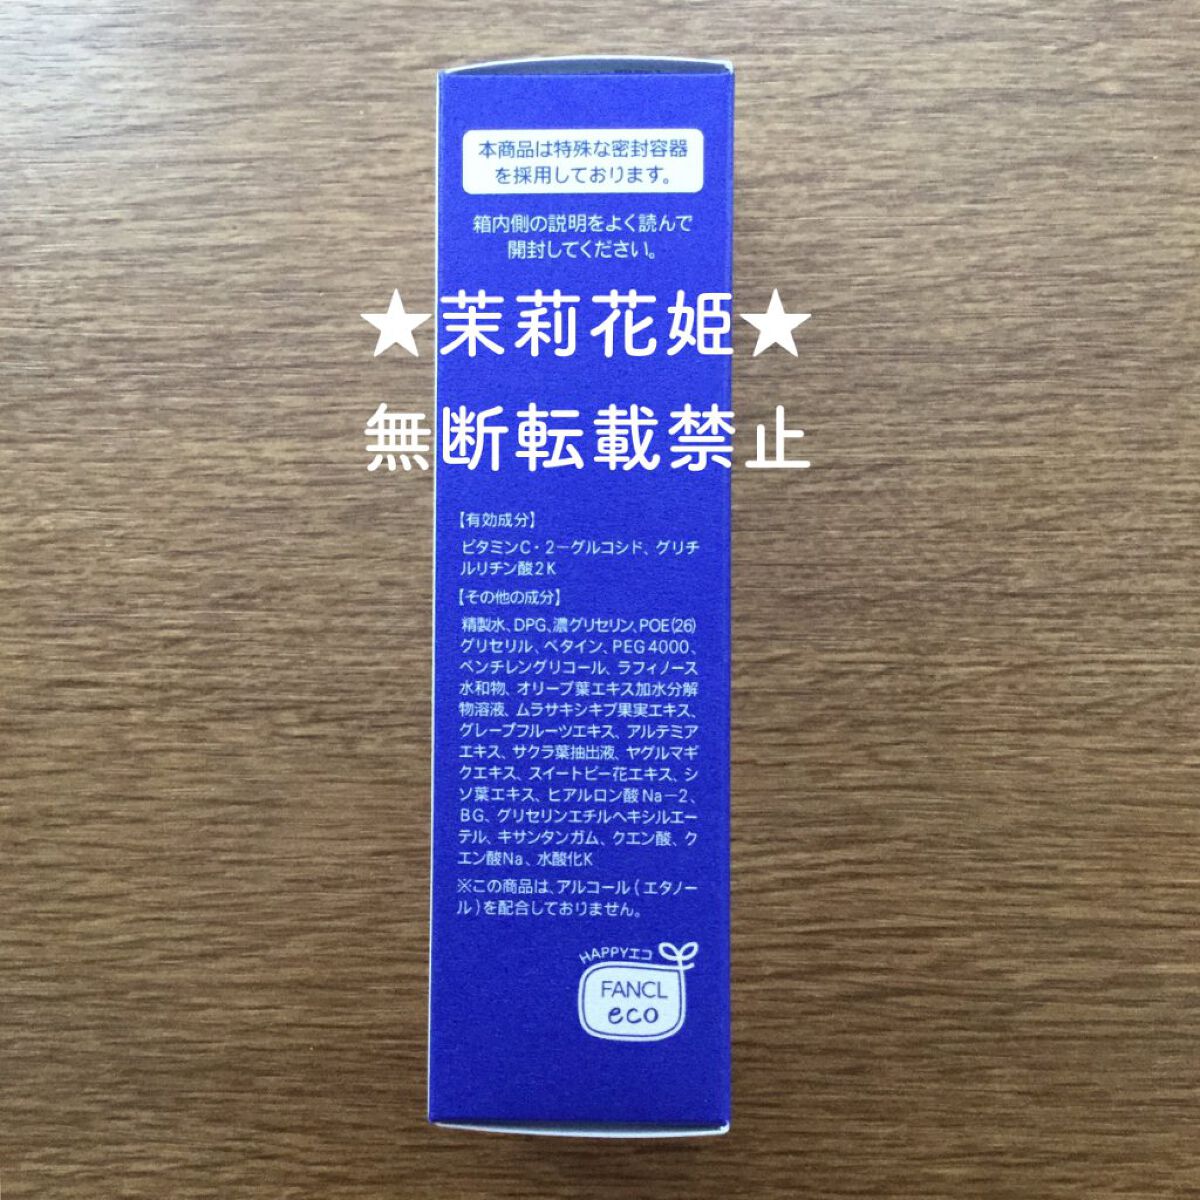 本商品は特殊な密封容器
を採用しております。
箱内側の説明をよく読んで
開封してください。
★茉莉花姫★
無断転載禁止
【有効成分】
ビタミンC・2ーグルコシド、グリチ
ルリチン酸2K
【その他の成分】
精製水、DPG、濃グリセリン、POE(26)
グリセリル、ベタイン、PEG4000、
ペンチレングリコール、ラフィノース
水和物、オリーブ葉エキス加水分解
物溶液、ムラサキシキブ果実エキス、
グレープフルーツエキス、アルテミア
エキス、サクラ葉抽出液、ヤグルマギ
クエキス、スイートピー花エキス、シ
ソ葉エキス、ヒアルロン酸Naー2、
BG、グリセリンエチルヘキシルエー
テル、キサンタンガム、クエン酸、ク
エン酸Na、水酸化K
※この商品は、アルコール(エタノー
ル)を配合しておりません。
HAPPYエコ
FANCL
eco